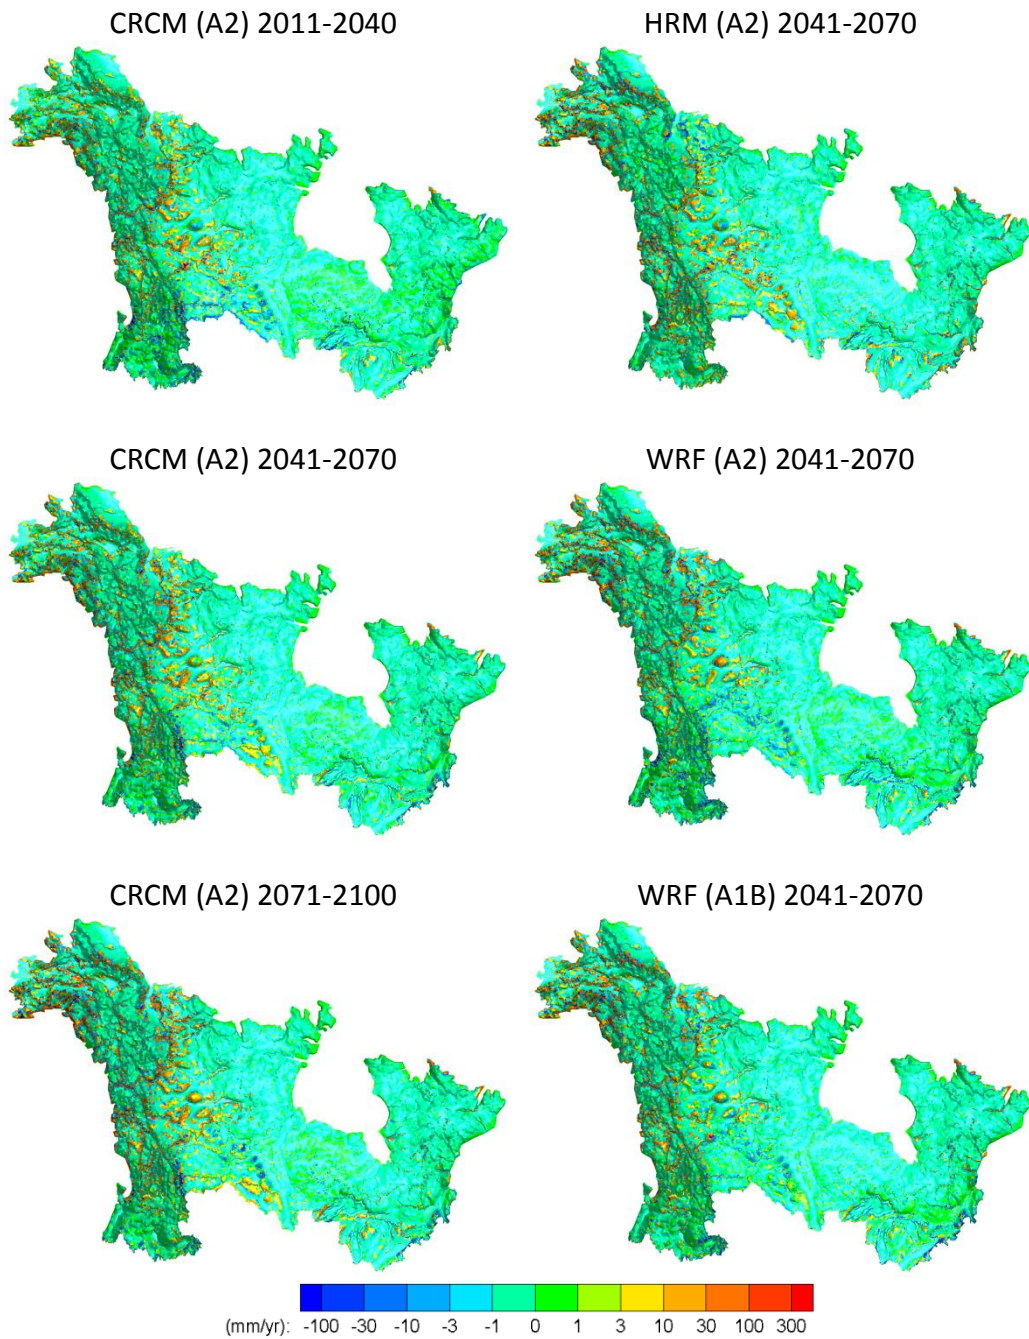 CRCM (A2) 2011-2040
HRM (A2) 2041-2070
CRCM (A2) 2041-2070
WRF (A2) 2041-2070
CRCM (A2) 2071-2100
WRF (A1B) 2041-2070
(mm/yr): -100 -30 -10 -3 -1 0 1 3 10 30 100 300